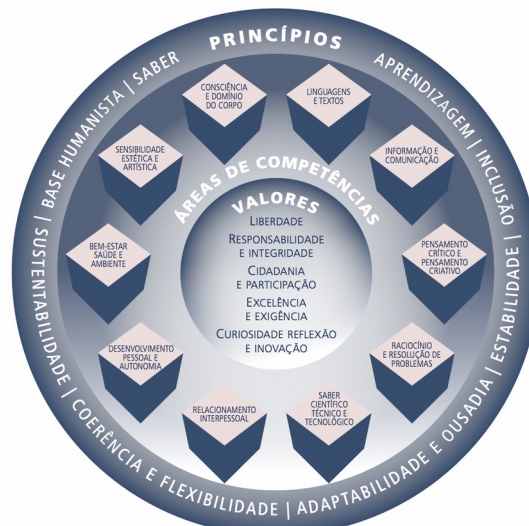 PRINCÍPIOS
BASE HUMANISTA | SABER
APRENDIZAGEM | INCLUSÃO |
ESTABILIDADE |
ADAPTABILIDADE E OUSADIA |
COERÊNCIA E FLEXIBILIDADE |
SUSTENTABILIDADE |
ÁREAS DE COMPETÊNCIAS
LINGUAGENS
E TEXTOS
INFORMAÇÃO E
COMUNICAÇÃO
PENSAMENTO
CRÍTICO E
PENSAMENTO
CRIATIVO
RACIOCÍNIO
E RESOLUÇÃO DE
PROBLEMAS
SABER
CIENTÍFICO
TÉCNICO E
TECNOLÓGICO
RELACIONAMENTO
INTERPESSOAL
DESENVOLVIMENTO
PESSOAL E
AUTONOMIA
BEM-ESTAR
SAÚDE E
AMBIENTE
SENSIBILIDADE
ESTÉTICA E
ARTÍSTICA
CONSCIÊNCIA
E DOMÍNIO
DO CORPO
VALORES
LIBERDADE
RESPONSABILIDADE
E INTEGRIDADE
CIDADANIA
E PARTICIPAÇÃO
EXCELÊNCIA
E EXIGÊNCIA
CURIOSIDADE REFLEXÃO
E INOVAÇÃO